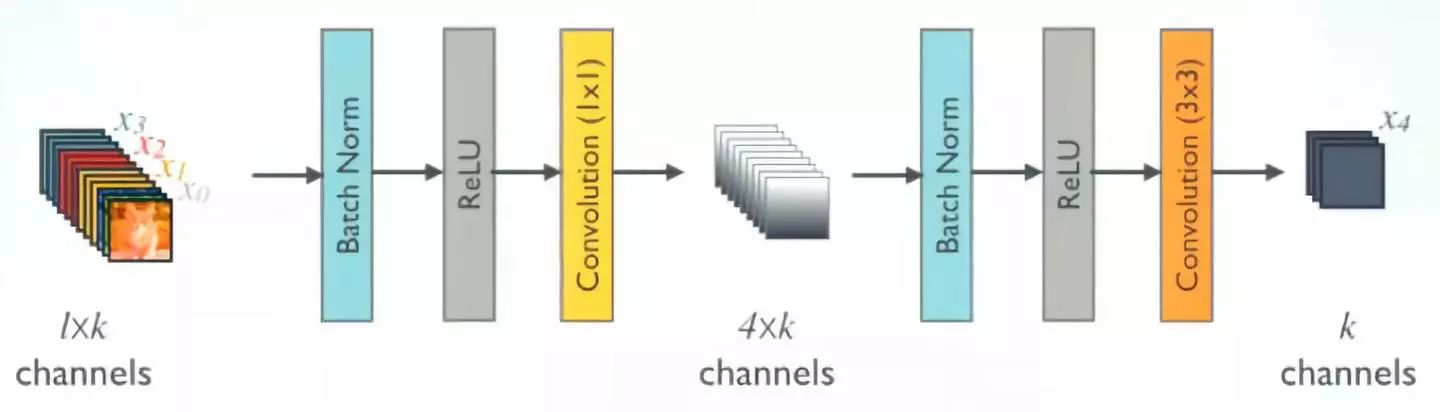 x3
x2
x1
x0
Batch Norm
ReLU
Convolution (1x1)
Batch Norm
ReLU
Convolution (3x3)
x4
l×k
channels
4×k
channels
k
channels